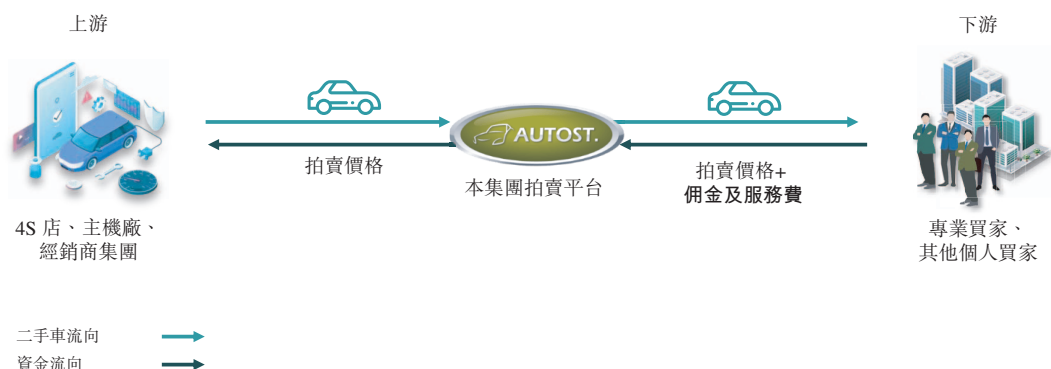 上游
下游
AUTOST.
拍賣價格
本集團拍賣平台
拍賣價格+
佣金及服務費
4S 店、主機廠、
經銷商集團
專業買家、
其他個人買家
二手車流向
資金流向